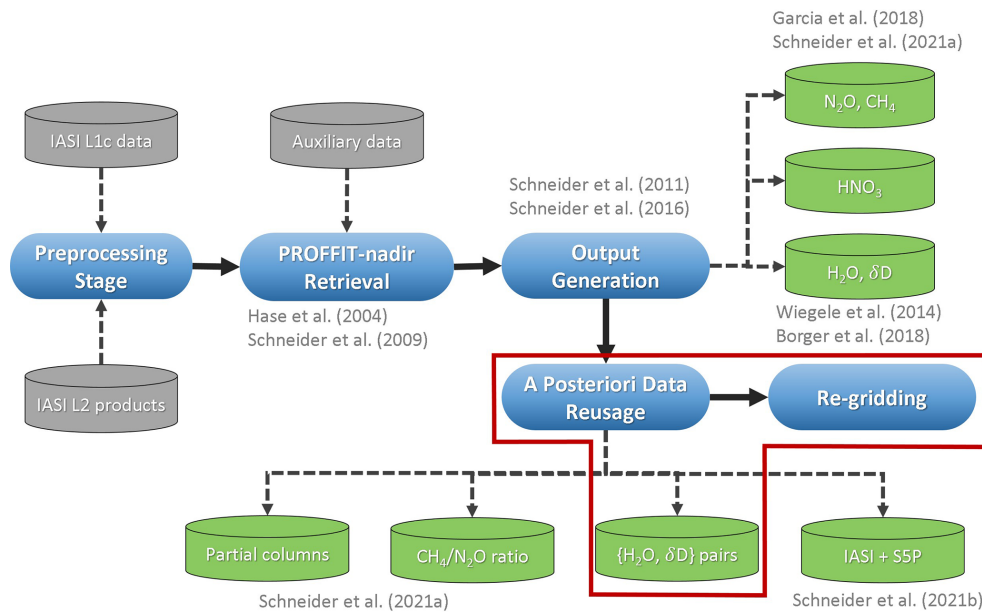 Garcia et al. (2018)
Schneider et al. (2021a)
N₂O, CH₄
IASI L1c data
Auxiliary data
HNO₃
Schneider et al. (2011)
Schneider et al. (2016)
Preprocessing
Stage
PROFFIT-nadir
Retrieval
Output
Generation
H₂O, δD
Hase et al. (2004)
Schneider et al. (2009)
Wiegele et al. (2014)
Borger et al. (2018)
IASI L2 products
A Posteriori Data
Reusage
Re-gridding
Partial columns
CH₄/N₂O ratio
{H₂O, δD} pairs
IASI + S5P
Schneider et al. (2021a)
Schneider et al. (2021b)